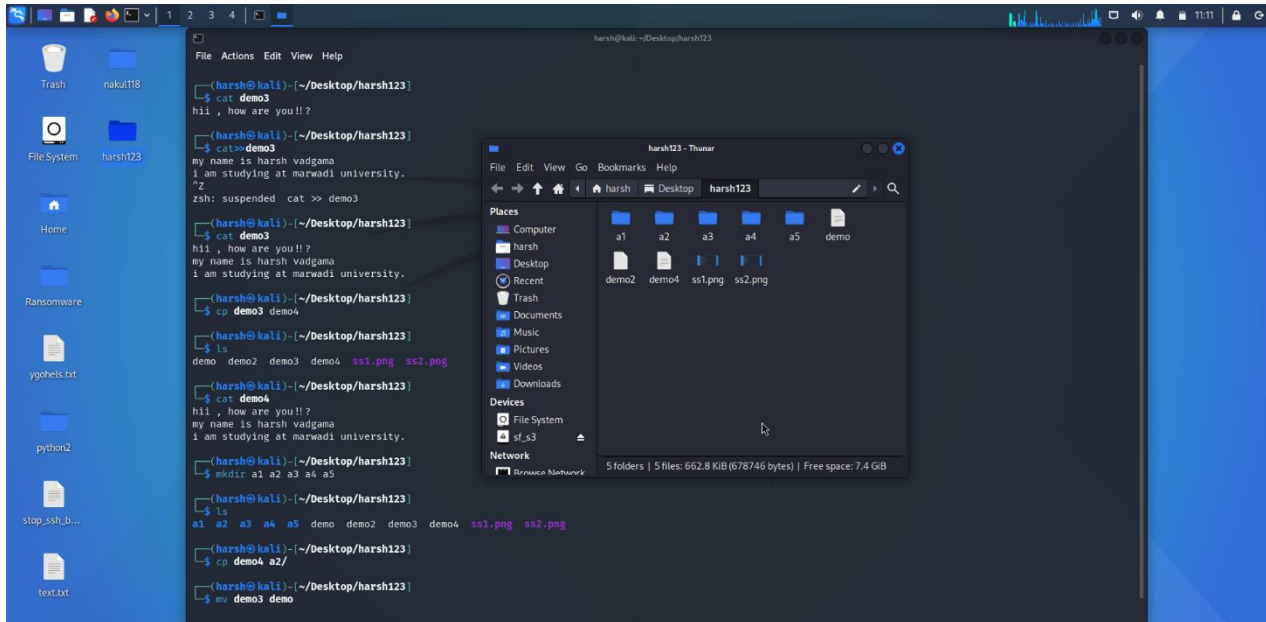 1 2 3 4
11:11
Trash
nakul118
File System
harsh123
Home
Ransomware
ygohels.txt
python2
stop_ssh_b...
text.txt
harsh@kali: ~/Desktop/harsh123
File Actions Edit View Help
(harsh㉿kali)-[~/Desktop/harsh123]
$ cat demo3
hii , how are you!!?
(harsh㉿kali)-[~/Desktop/harsh123]
$ cat>>demo3
my name is harsh vadgama
i am studying at marwadi university.
^Z
zsh: suspended cat >> demo3
(harsh㉿kali)-[~/Desktop/harsh123]
$ cat demo3
hii , how are you!!?
my name is harsh vadgama
i am studying at marwadi university.
(harsh㉿kali)-[~/Desktop/harsh123]
$ cp demo3 demo4
(harsh㉿kali)-[~/Desktop/harsh123]
$ ls
demo demo2 demo3 demo4 ss1.png ss2.png
(harsh㉿kali)-[~/Desktop/harsh123]
$ cat demo4
hii , how are you!!?
my name is harsh vadgama
i am studying at marwadi university.
(harsh㉿kali)-[~/Desktop/harsh123]
$ mkdir a1 a2 a3 a4 a5
(harsh㉿kali)-[~/Desktop/harsh123]
$ ls
a1 a2 a3 a4 a5 demo demo2 demo3 demo4 ss1.png ss2.png
(harsh㉿kali)-[~/Desktop/harsh123]
$ cp demo4 a2/
(harsh㉿kali)-[~/Desktop/harsh123]
$ mv demo3 demo
harsh123 - Thunar
File Edit View Go Bookmarks Help
harsh Desktop harsh123
Places
Computer
harsh
Desktop
Recent
Trash
Documents
Music
Pictures
Videos
Downloads
Devices
File System
sf_s3
Network
Browse Network
a1 a2 a3 a4 a5 demo
demo2 demo4 ss1.png ss2.png
5 folders | 5 files: 662.8 KiB (678746 bytes) | Free space: 7.4 GiB